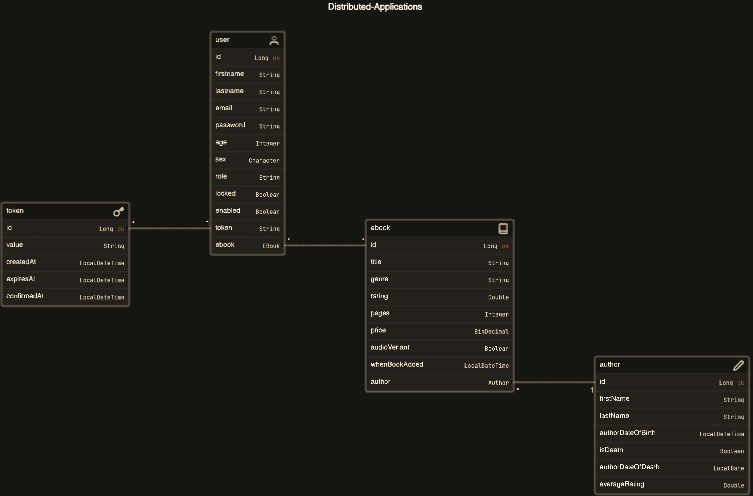 Distributed-Applications
user
id Long pk
firstname String
lastname String
email String
password String
age Integer
sex Character
role String
locked Boolean
enabled Boolean
token String
ebook EBook
token
id Long pk
value String
createdAt LocalDateTime
expiresAt LocalDateTime
confirmedAt LocalDateTime
* *
* *
ebook
id Long pk
title String
genre String
rating Double
pages Integer
price BigDecimal
audioVariant Boolean
whenBookAdded LocalDateTime
author Author
* 1
author
id Long pk
firstName String
lastName String
authorDateOfBirth LocalDateTime
isDeath Boolean
authorDateOfDeath LocalDate
averageRating Double